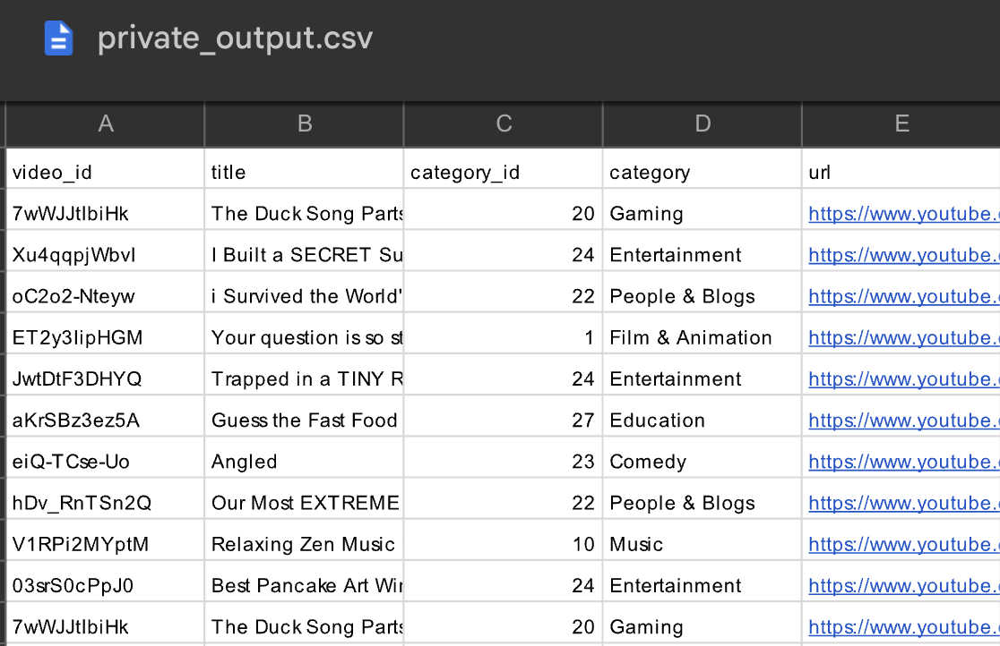 private_output.csv
A B C D E
video_id title category_id category url
7wWJJtIbiHk The Duck Song Parts 20 Gaming https://www.youtube.
Xu4qqpjWbvI I Built a SECRET Su 24 Entertainment https://www.youtube.
oC2o2-Nteyw i Survived the World' 22 People & Blogs https://www.youtube.
ET2y3IipHGM Your question is so st 1 Film & Animation https://www.youtube.
JwtDtF3DHYQ Trapped in a TINY R 24 Entertainment https://www.youtube.
aKrSBz3ez5A Guess the Fast Food 27 Education https://www.youtube.
eiQ-TCse-Uo Angled 23 Comedy https://www.youtube.
hDv_RnTSn2Q Our Most EXTREME 22 People & Blogs https://www.youtube.
V1RPi2MYptM Relaxing Zen Music 10 Music https://www.youtube.
03srS0cPpJ0 Best Pancake Art Wi 24 Entertainment https://www.youtube.
7wWJJtIbiHk The Duck Song Parts 20 Gaming https://www.youtube.